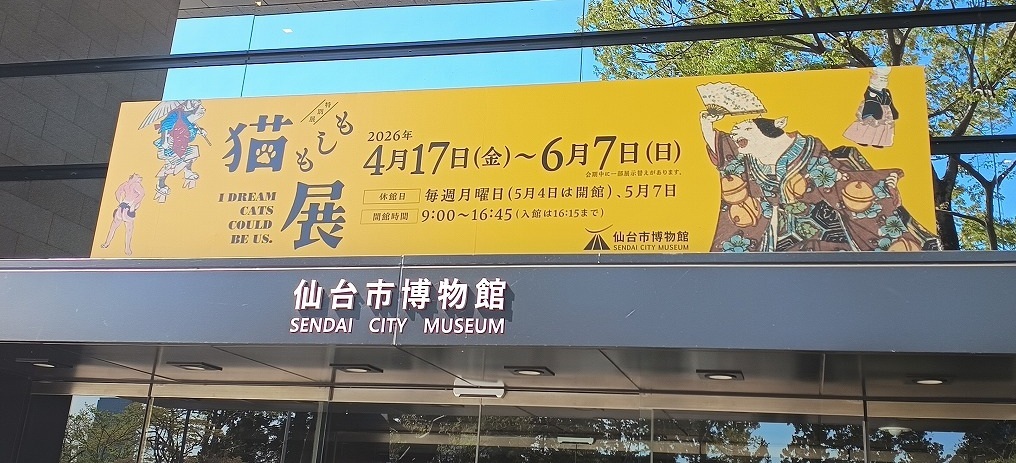 特別展
猫もしも展
I DREAM
CATS
COULD
BE US.
2026年
4月17日(金)～6月7日(日)
会期中に一部展示替えがあります。
休館日 毎週月曜日(5月4日は開館)、5月7日
開館時間 9:00～16:45(入館は16:15まで)
仙台市博物館
SENDAI CITY MUSEUM
仙台市博物館
SENDAI CITY MUSEUM